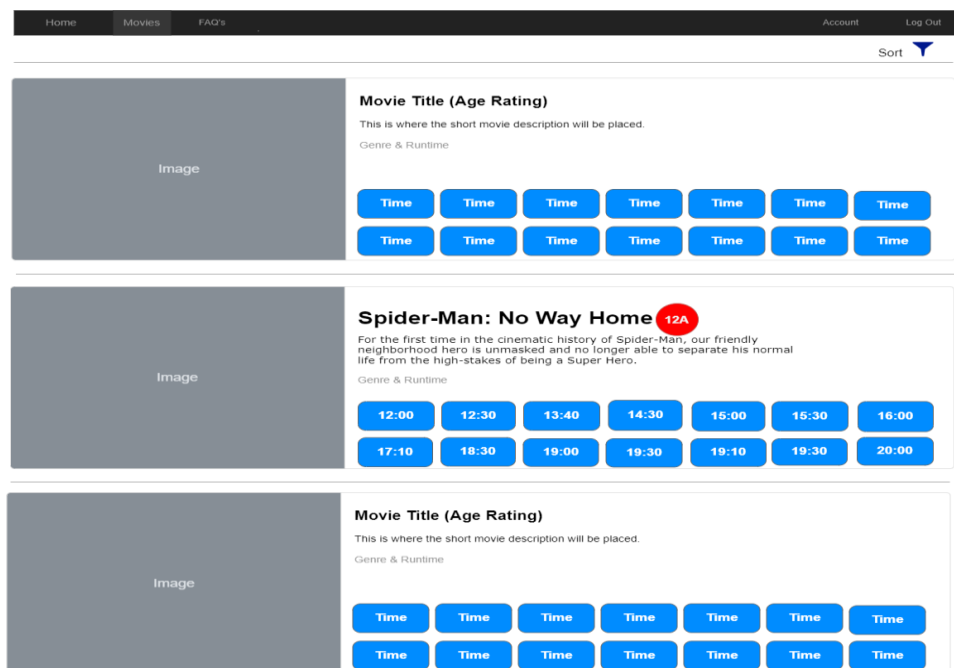 Home Movies FAQ's Account Log Out
Sort
Image
Movie Title (Age Rating)
This is where the short movie description will be placed.
Genre & Runtime
Time Time Time Time Time Time Time
Time Time Time Time Time Time Time
Image
Spider-Man: No Way Home 12A
For the first time in the cinematic history of Spider-Man, our friendly
neighborhood hero is unmasked and no longer able to separate his normal
life from the high-stakes of being a Super Hero.
Genre & Runtime
12:00 12:30 13:40 14:30 15:00 15:30 16:00
17:10 18:30 19:00 19:30 19:10 19:30 20:00
Image
Movie Title (Age Rating)
This is where the short movie description will be placed.
Genre & Runtime
Time Time Time Time Time Time Time
Time Time Time Time Time Time Time